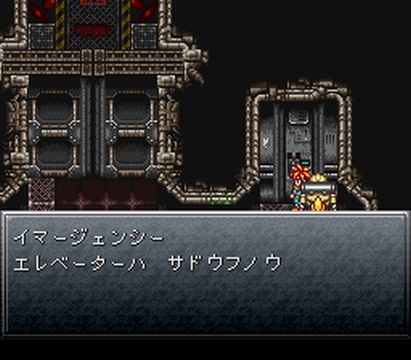 イマージェンシー
エレベーターハ　サドウフノウ